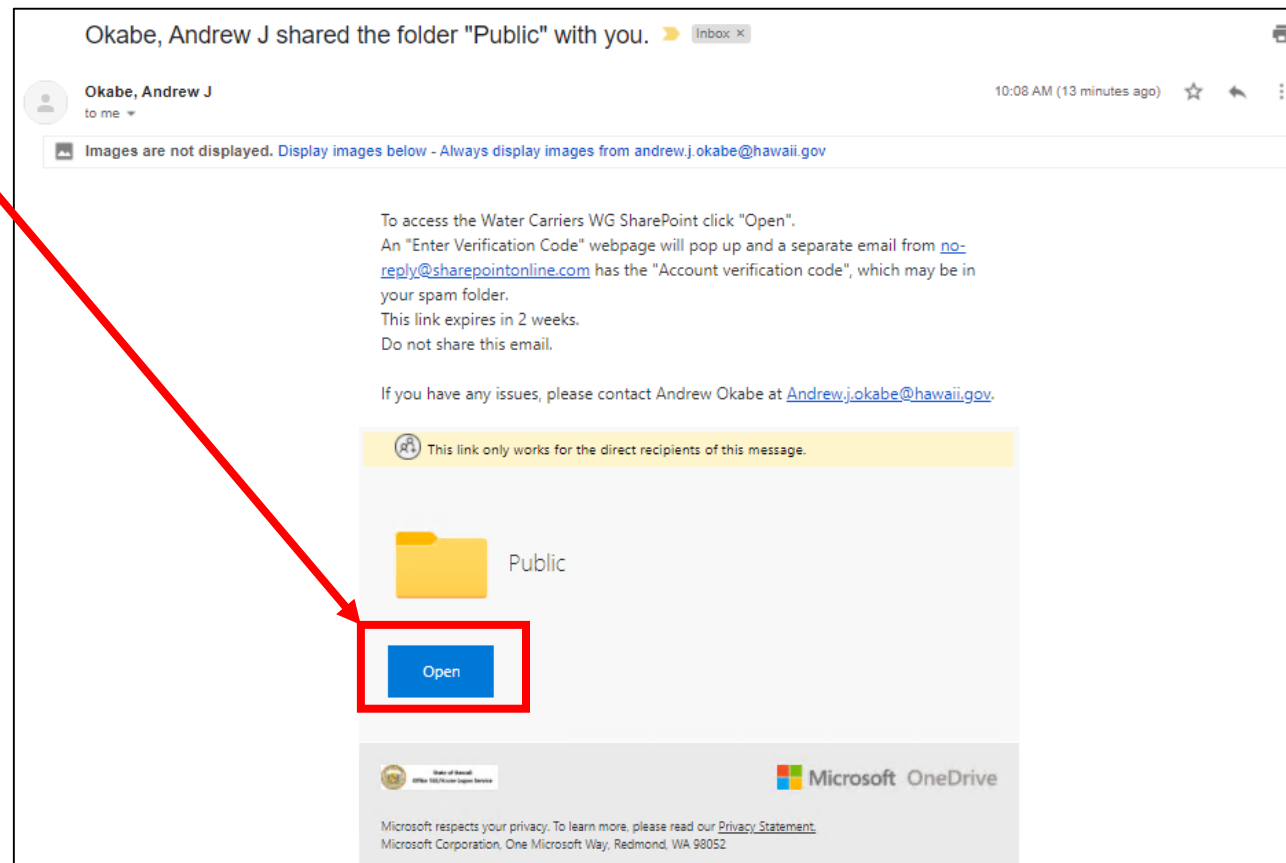 Okabe, Andrew J shared the folder "Public" with you.
Inbox ×
Okabe, Andrew J
10:08 AM (13 minutes ago)
to me
Images are not displayed. Display images below - Always display images from andrew.j.okabe@hawaii.gov
To access the Water Carriers WG SharePoint click "Open".
An "Enter Verification Code" webpage will pop up and a separate email from no-
reply@sharepointonline.com has the "Account verification code", which may be in
your spam folder.
This link expires in 2 weeks.
Do not share this email.
If you have any issues, please contact Andrew Okabe at Andrew.j.okabe@hawaii.gov.
This link only works for the direct recipients of this message.
Public
Open
State of Hawaii
Microsoft OneDrive
Microsoft respects your privacy. To learn more, please read our Privacy Statement.
Microsoft Corporation, One Microsoft Way, Redmond, WA 98052